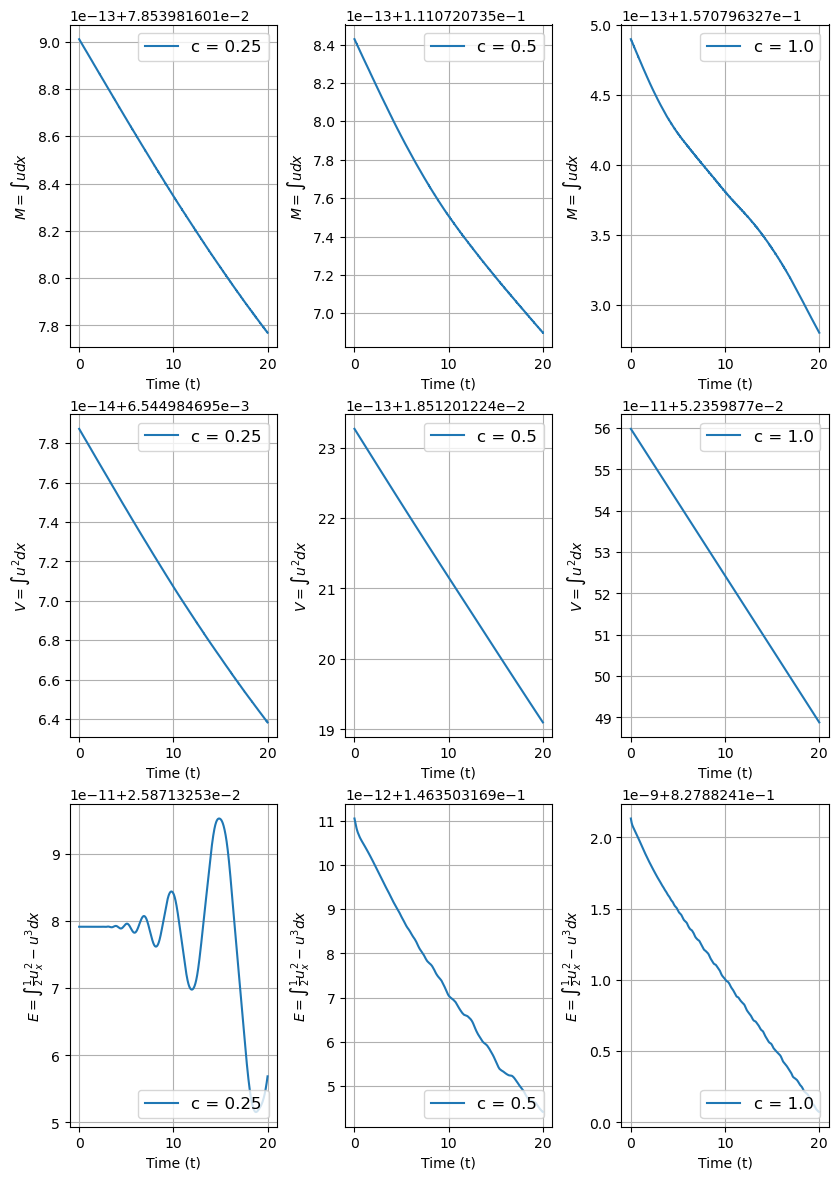 1e−13+7.853981601e−2
c = 0.25
9.0
8.8
8.6
8.4
8.2
8.0
7.8
M = ∫ udx
0 10 20
Time (t)
1e−13+1.110720735e−1
c = 0.5
8.4
8.2
8.0
7.8
7.6
7.4
7.2
7.0
M = ∫ udx
0 10 20
Time (t)
1e−13+1.570796327e−1
c = 1.0
5.0
4.5
4.0
3.5
3.0
M = ∫ udx
0 10 20
Time (t)
1e−14+6.544984695e−3
c = 0.25
7.8
7.6
7.4
7.2
7.0
6.8
6.6
6.4
V = ∫ u²dx
0 10 20
Time (t)
1e−13+1.851201224e−2
c = 0.5
23
22
21
20
19
V = ∫ u²dx
0 10 20
Time (t)
1e−11+5.2359877e−2
c = 1.0
56
55
54
53
52
51
50
49
V = ∫ u²dx
0 10 20
Time (t)
1e−11+2.58713253e−2
9
8
7
6
5
E = ∫ ½uₓ² − u³dx
c = 0.25
0 10 20
Time (t)
1e−12+1.463503169e−1
11
10
9
8
7
6
5
E = ∫ ½uₓ² − u³dx
c = 0.5
0 10 20
Time (t)
1e−9+8.2788241e−1
2.0
1.5
1.0
0.5
0.0
E = ∫ ½uₓ² − u³dx
c = 1.0
0 10 20
Time (t)